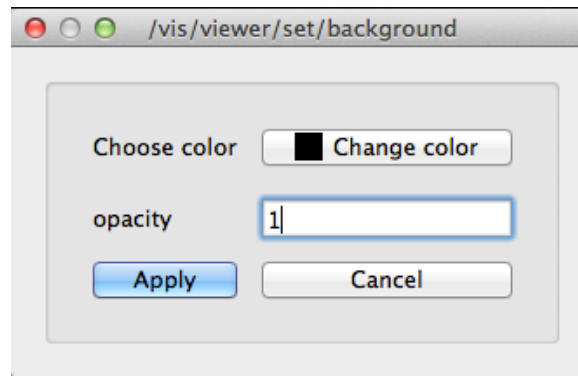 /vis/viewer/set/background
Choose color Change color
opacity 1
Apply Cancel